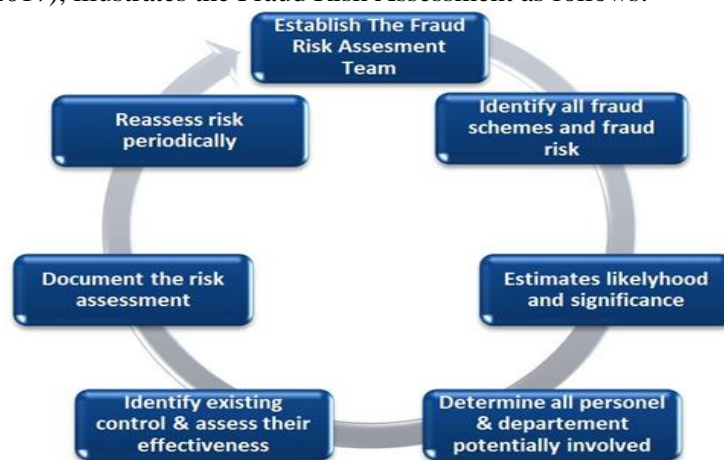 2017), illustrates the Fraud Risk Assessment as follows:
Establish The Fraud
Risk Assesment
Team
Identify all fraud
schemes and fraud
risk
Estimates likelyhood
and significance
Determine all personel
& departement
potentially involved
Identify existing
control & assess their
effectiveness
Document the risk
assessment
Reassess risk
periodically